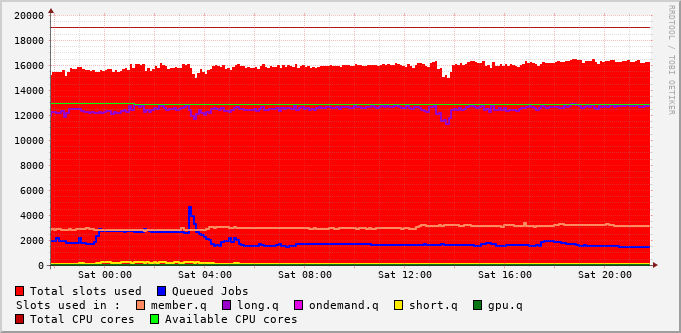 RRDTOOL / TOBI OETIKER
20000
18000
16000
14000
12000
10000
8000
6000
4000
2000
0
Sat 00:00 Sat 04:00 Sat 08:00 Sat 12:00 Sat 16:00 Sat 20:00
Total slots used Queued Jobs
Slots used in : member.q long.q ondemand.q short.q gpu.q
Total CPU cores Available CPU cores